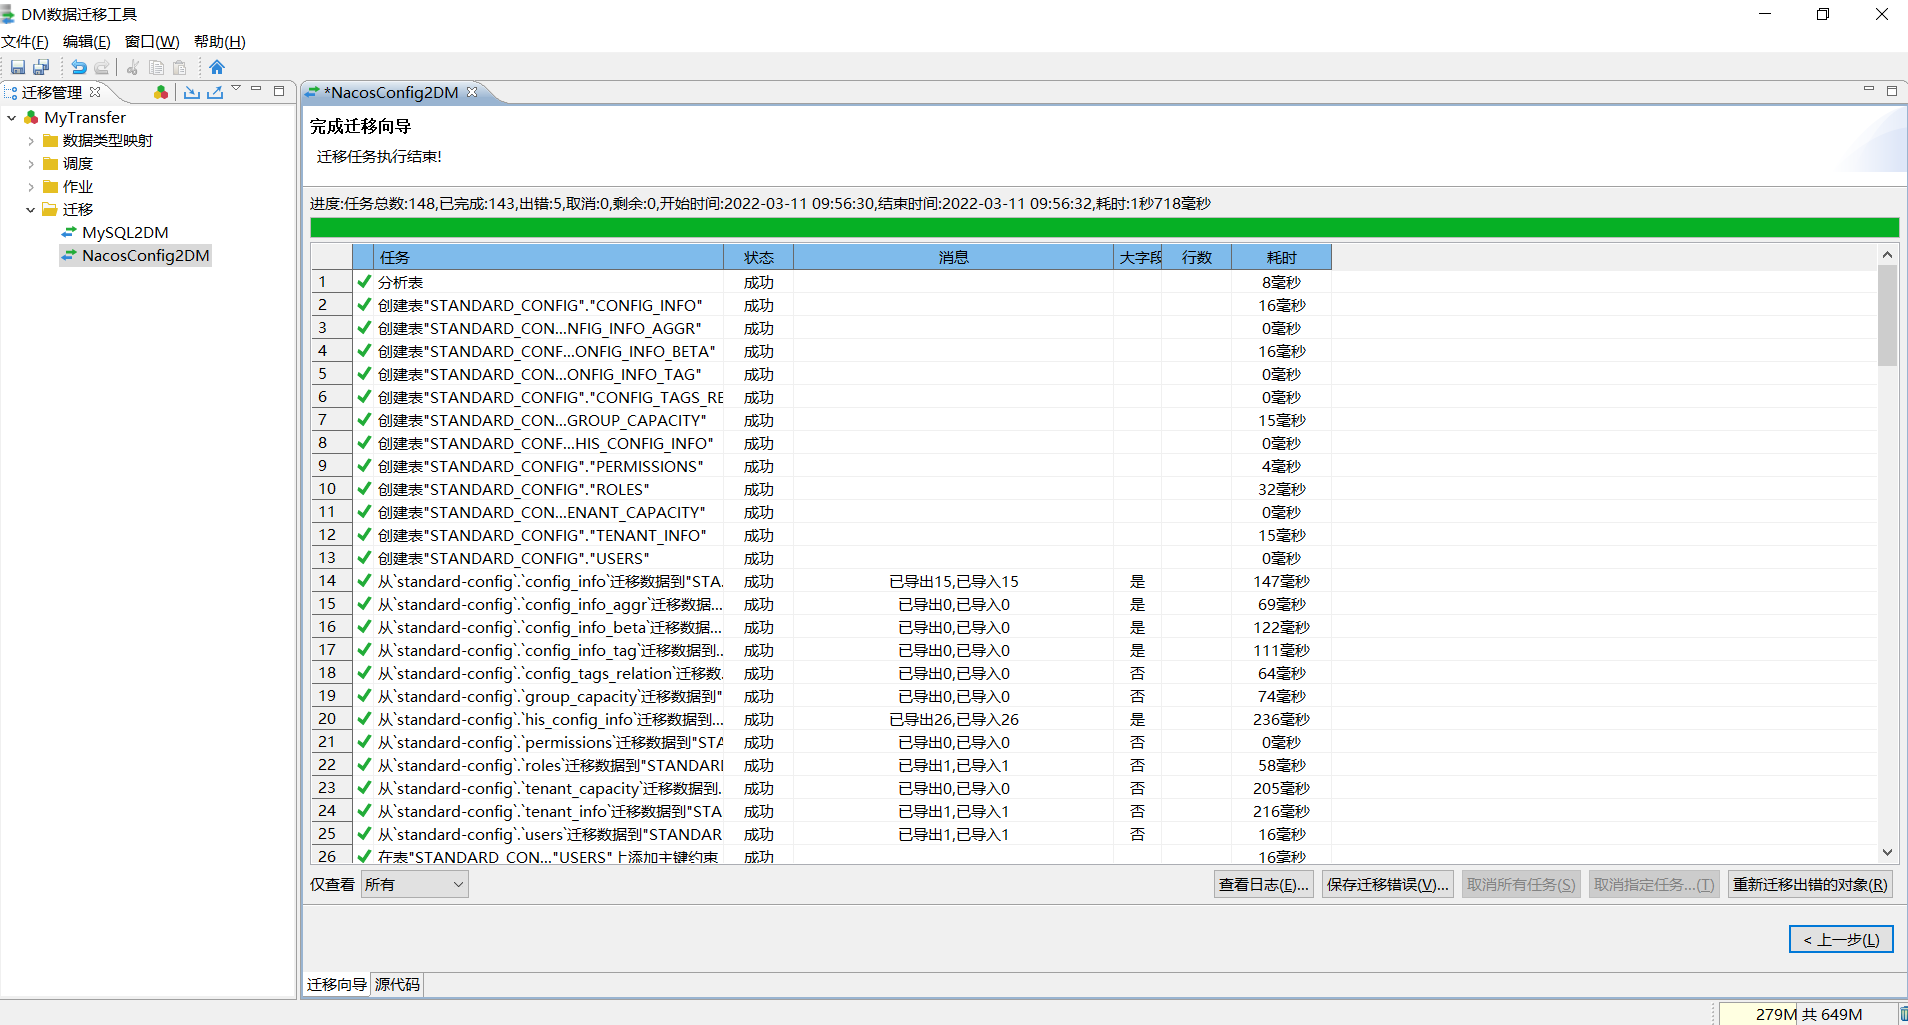 DM数据迁移工具
文件(F) 编辑(E) 窗口(W) 帮助(H)
迁移管理
MyTransfer
数据类型映射
调度
作业
迁移
MySQL2DM
NacosConfig2DM
*NacosConfig2DM
完成迁移向导
迁移任务执行结束!
进度:任务总数:148,已完成:143,出错:5,取消:0,剩余:0,开始时间:2022-03-11 09:56:30,结束时间:2022-03-11 09:56:32,耗时:1秒718毫秒
任务 状态 消息 大字段 行数 耗时
1 分析表 成功 8毫秒
2 创建表"STANDARD_CONFIG"."CONFIG_INFO" 成功 16毫秒
3 创建表"STANDARD_CON...NFIG_INFO_AGGR" 成功 0毫秒
4 创建表"STANDARD_CONF...ONFIG_INFO_BETA" 成功 16毫秒
5 创建表"STANDARD_CON...ONFIG_INFO_TAG" 成功 0毫秒
6 创建表"STANDARD_CONFIG"."CONFIG_TAGS_RE 成功 0毫秒
7 创建表"STANDARD_CON...GROUP_CAPACITY" 成功 15毫秒
8 创建表"STANDARD_CONF...HIS_CONFIG_INFO" 成功 0毫秒
9 创建表"STANDARD_CONFIG"."PERMISSIONS" 成功 4毫秒
10 创建表"STANDARD_CONFIG"."ROLES" 成功 32毫秒
11 创建表"STANDARD_CON...ENANT_CAPACITY" 成功 0毫秒
12 创建表"STANDARD_CONFIG"."TENANT_INFO" 成功 15毫秒
13 创建表"STANDARD_CONFIG"."USERS" 成功 0毫秒
14 从`standard-config`.`config_info`迁移数据到"STA. 成功 已导出15,已导入15 是 147毫秒
15 从`standard-config`.`config_info_aggr`迁移数据... 成功 已导出0,已导入0 是 69毫秒
16 从`standard-config`.`config_info_beta`迁移数据... 成功 已导出0,已导入0 是 122毫秒
17 从`standard-config`.`config_info_tag`迁移数据到.. 成功 已导出0,已导入0 是 111毫秒
18 从`standard-config`.`config_tags_relation`迁移数. 成功 已导出0,已导入0 否 64毫秒
19 从`standard-config`.`group_capacity`迁移数据到" 成功 已导出0,已导入0 否 74毫秒
20 从`standard-config`.`his_config_info`迁移数据到... 成功 已导出26,已导入26 是 236毫秒
21 从`standard-config`.`permissions`迁移数据到"STA 成功 已导出0,已导入0 否 0毫秒
22 从`standard-config`.`roles`迁移数据到"STANDARI 成功 已导出1,已导入1 否 58毫秒
23 从`standard-config`.`tenant_capacity`迁移数据到. 成功 已导出0,已导入0 否 205毫秒
24 从`standard-config`.`tenant_info`迁移数据到"STA 成功 已导出1,已导入1 否 216毫秒
25 从`standard-config`.`users`迁移数据到"STANDAR 成功 已导出1,已导入1 否 16毫秒
26 在表"STANDARD_CON..."USERS"上添加主键约束 成功 16毫秒
仅查看 所有 查看日志(E)... 保存迁移错误(V)... 取消所有任务(S) 取消指定任务...(T) 重新迁移出错的对象(R)
< 上一步(L)
迁移向导 源代码
279M 共 649M